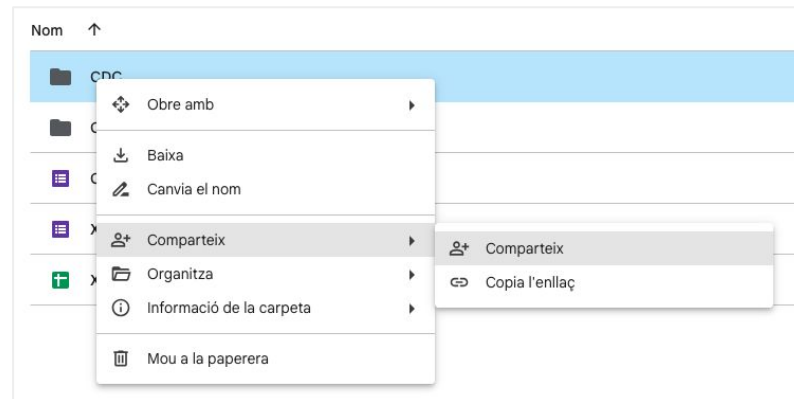 Nom
CDC
Obre amb
Baixa
Canvia el nom
Comparteix
Organitza
Informació de la carpeta
Mou a la paperera
Comparteix
Copia l'enllaç